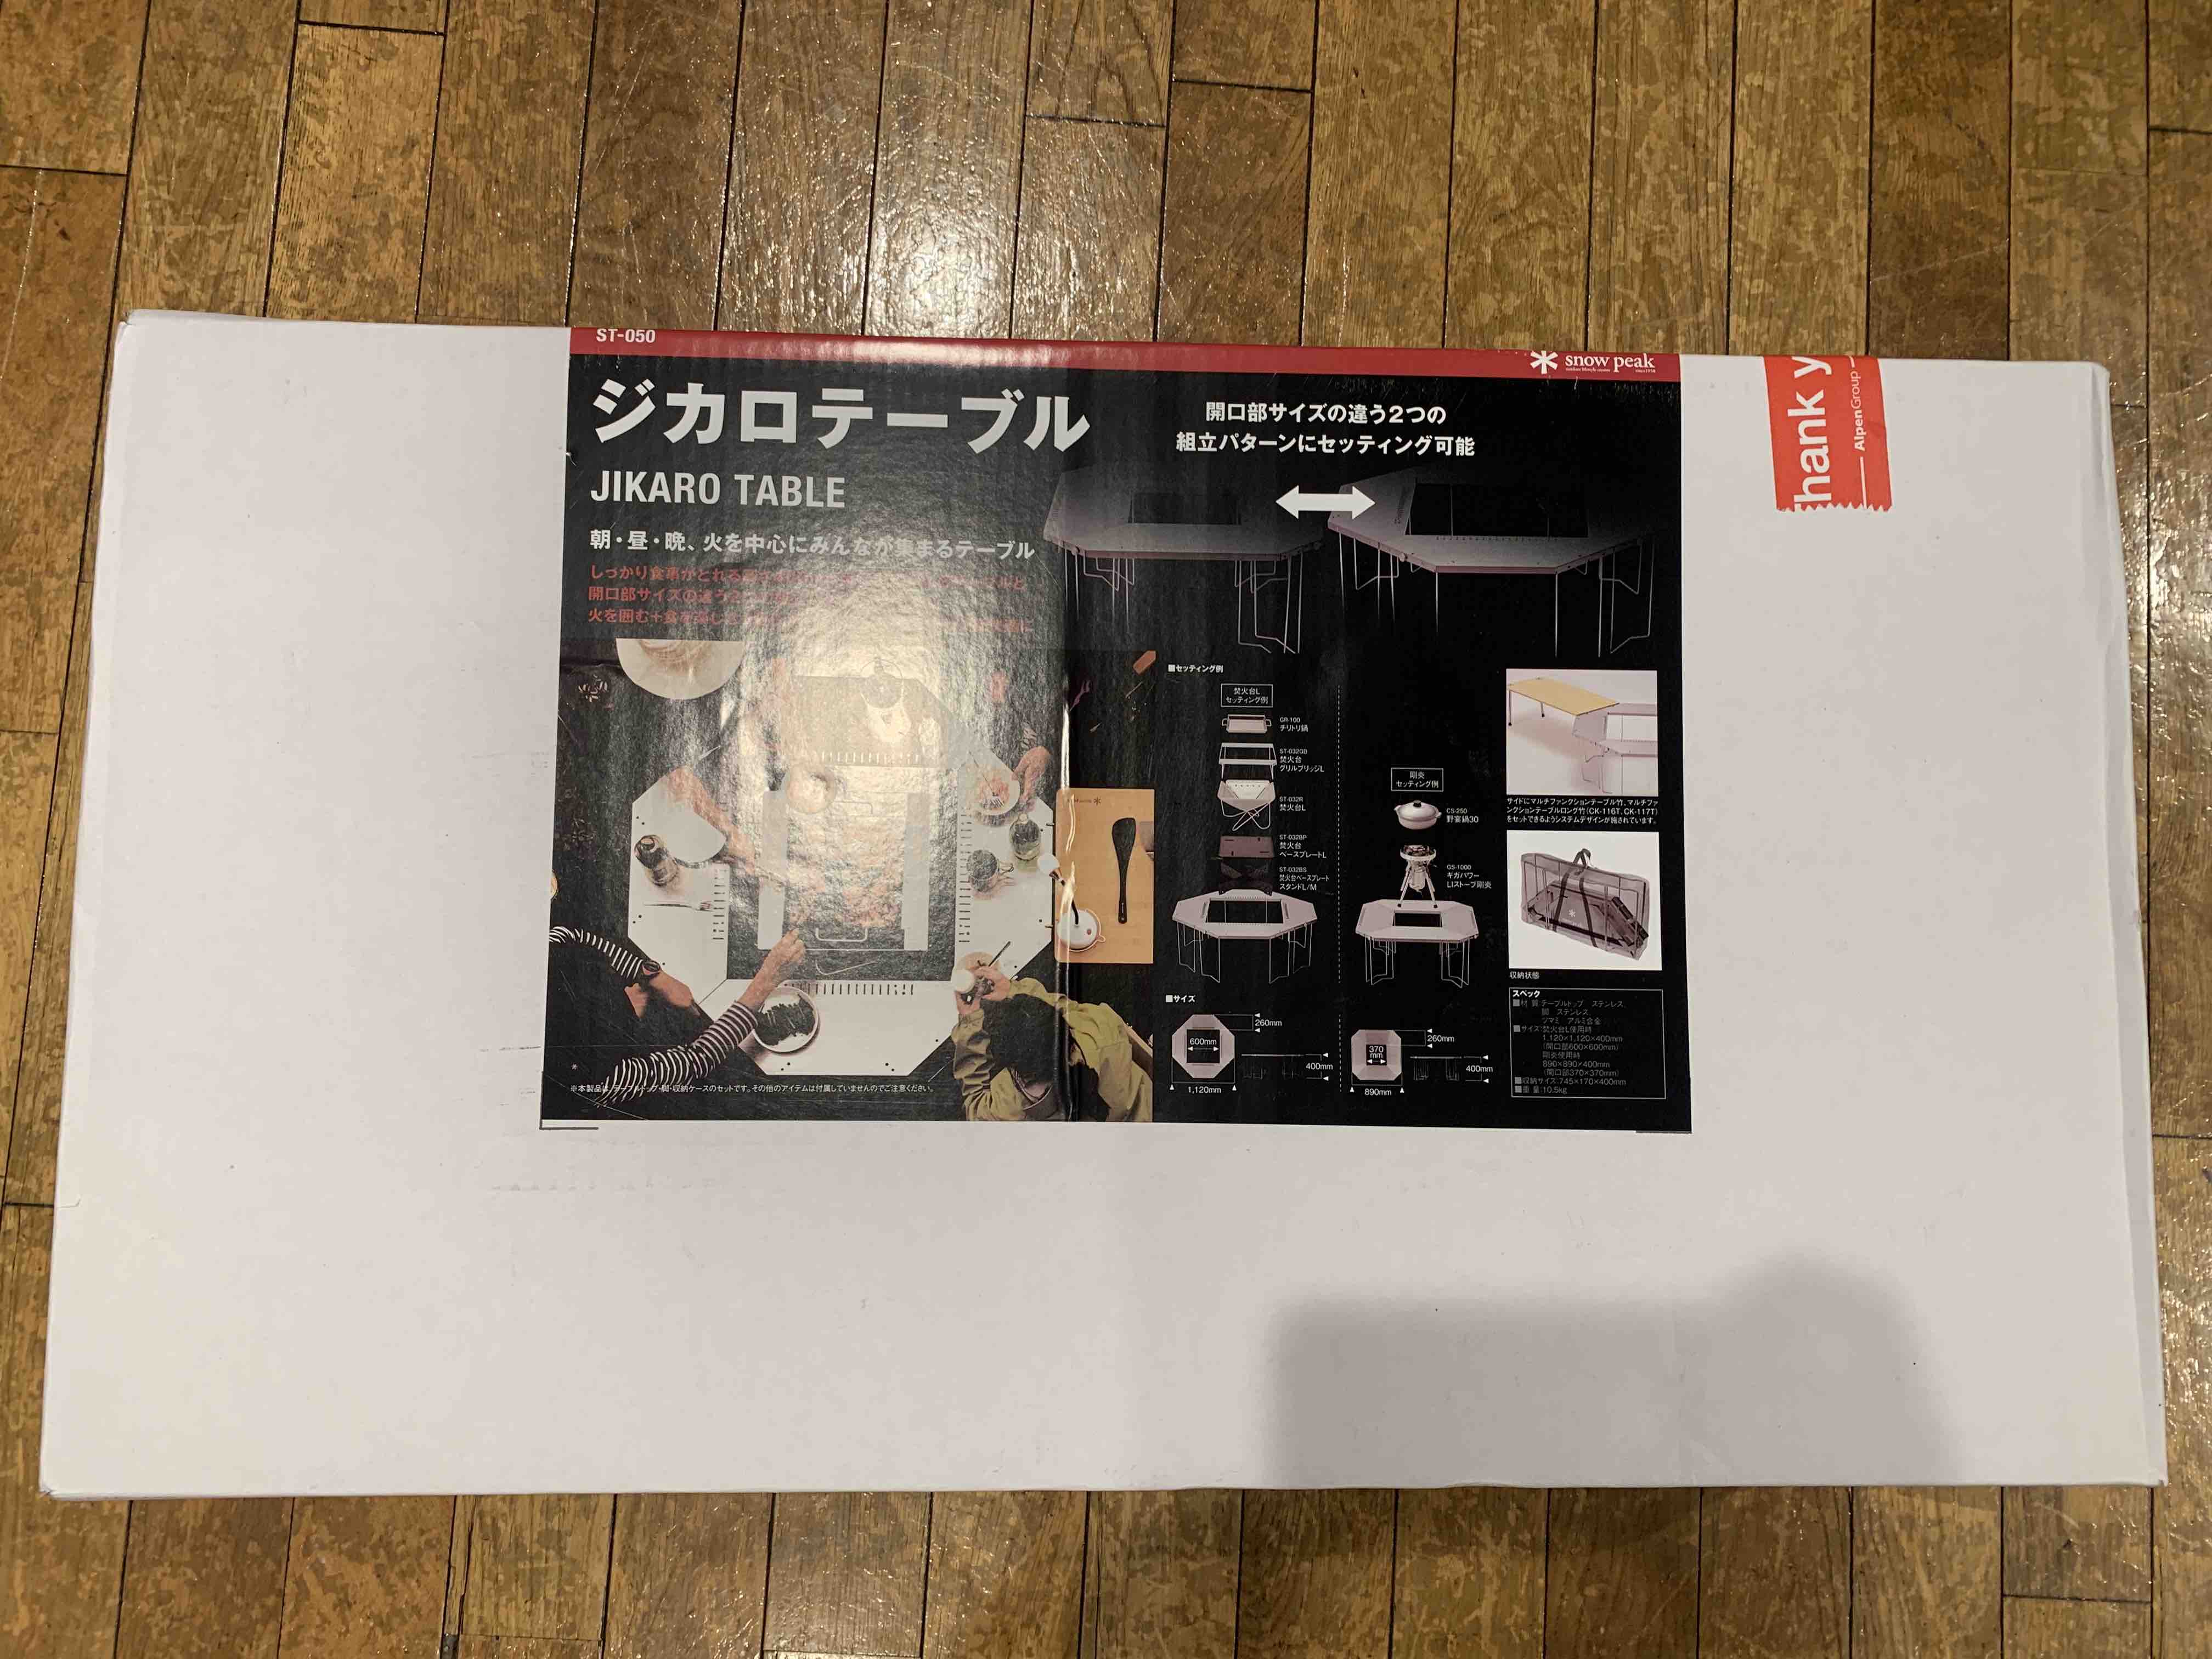 ST-050
snow peak
hank y
AlpenGroup
ジカロテーブル
JIKARO TABLE
朝・昼・晩、火を中心にみんなが集まるテーブル
しっかり食事がとれる
開口部サイズの違う2
火を囲む+食を楽し
開口部サイズの違う2つの
組立パターンにセッティング可能
■セッティング例
焚火台L
セッティング例
GR-100
チリトリ鍋
ST-032GB
焚火台
グリルブリッジL
ST-032R
焚火台L
ST-032BP
焚火台
ベースプレートL
ST-032BS
焚火台ベースプレート
スタンドL/M
剛炎
セッティング例
CS-250
野宴鍋30
GS-1000
ギガパワー
LIストーブ剛炎
サイドにマルチファンクションテーブル竹、マルチファ
ンクションテーブルロング竹(CK-116T、CK-117T)
をセットできるようシステムデザインが施されています。
収納状態
■サイズ
600mm
260mm
400mm
1,120mm
370
mm
260mm
400mm
890mm
スペック
■材 質:テーブルトップ ステンレス、
脚 ステンレス、
ツマミ アルミ合金
■サイズ:焚火台L使用時
1,120×1,120×400mm
(開口部600×600mm)
剛炎使用時
890×890×400mm
(開口部370×370mm)
■収納サイズ:745×170×400mm
■重 量:10.5kg
※本製品は、テーブルトップ・脚・収納ケースのセットです。その他のアイテムは付属していませんのでご注意ください。